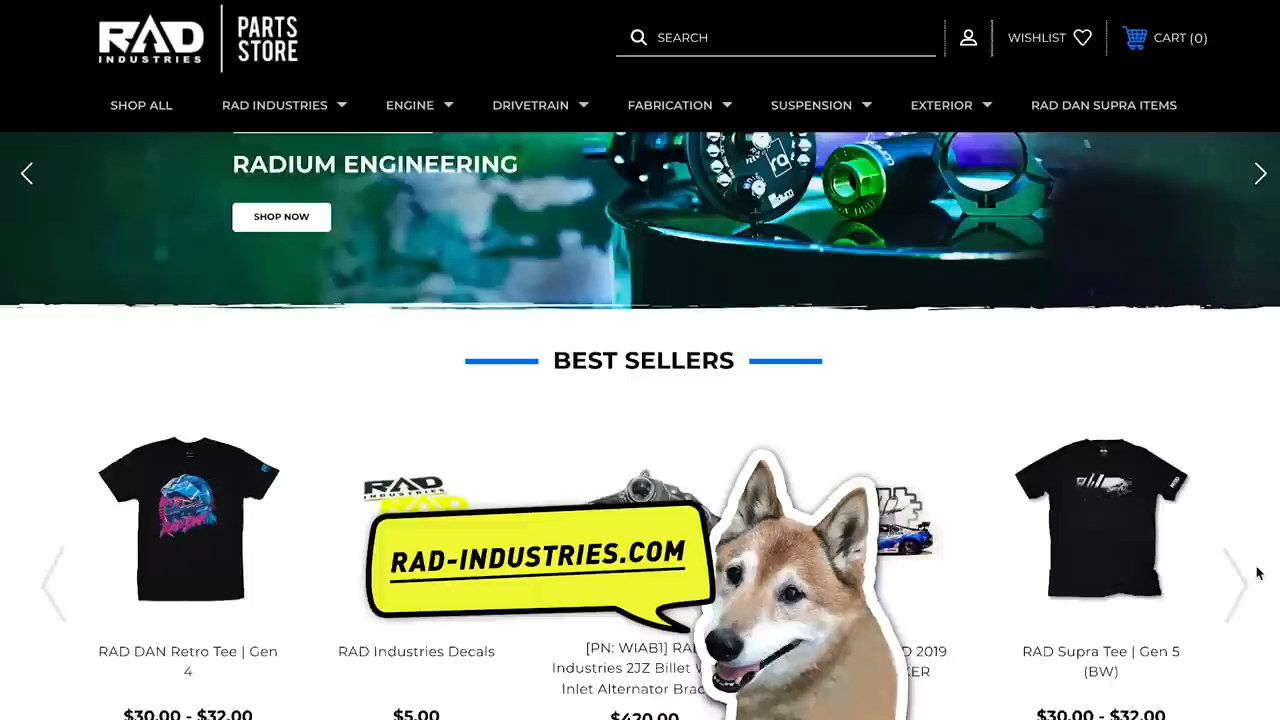 RAD
INDUSTRIES
PARTS
STORE
SEARCH
WISHLIST
CART (0)
SHOP ALL
RAD INDUSTRIES
ENGINE
DRIVETRAIN
FABRICATION
SUSPENSION
EXTERIOR
RAD DAN SUPRA ITEMS
RADIUM ENGINEERING
SHOP NOW
BEST SELLERS
RAD
INDUSTRIES
RAD
RAD-INDUSTRIES.COM
RAD DAN Retro Tee | Gen
4
$30.00 - $32.00
RAD Industries Decals
$5.00
[PN: WIAB1]
Industries 2JZ Billet
Inlet Alternator
$420.00
2019
RAD Supra Tee | Gen 5
(BW)
$30.00 - $32.00